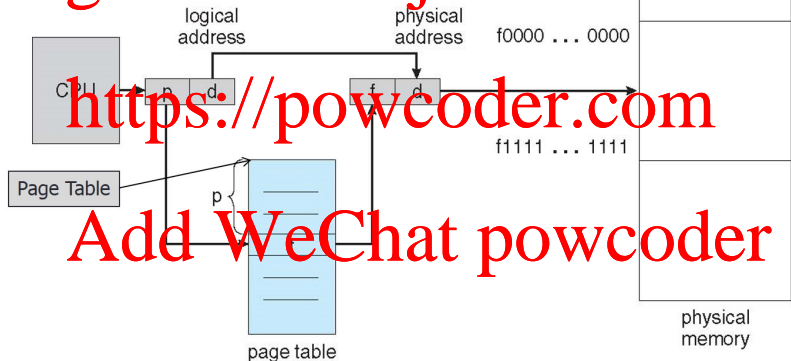 logical
address
physical
address
f0000 ... 0000
CPU
p
d
f
d
https://powcoder.com
f1111 ... 1111
Page Table
p
Add WeChat powcoder
page table
physical
memory